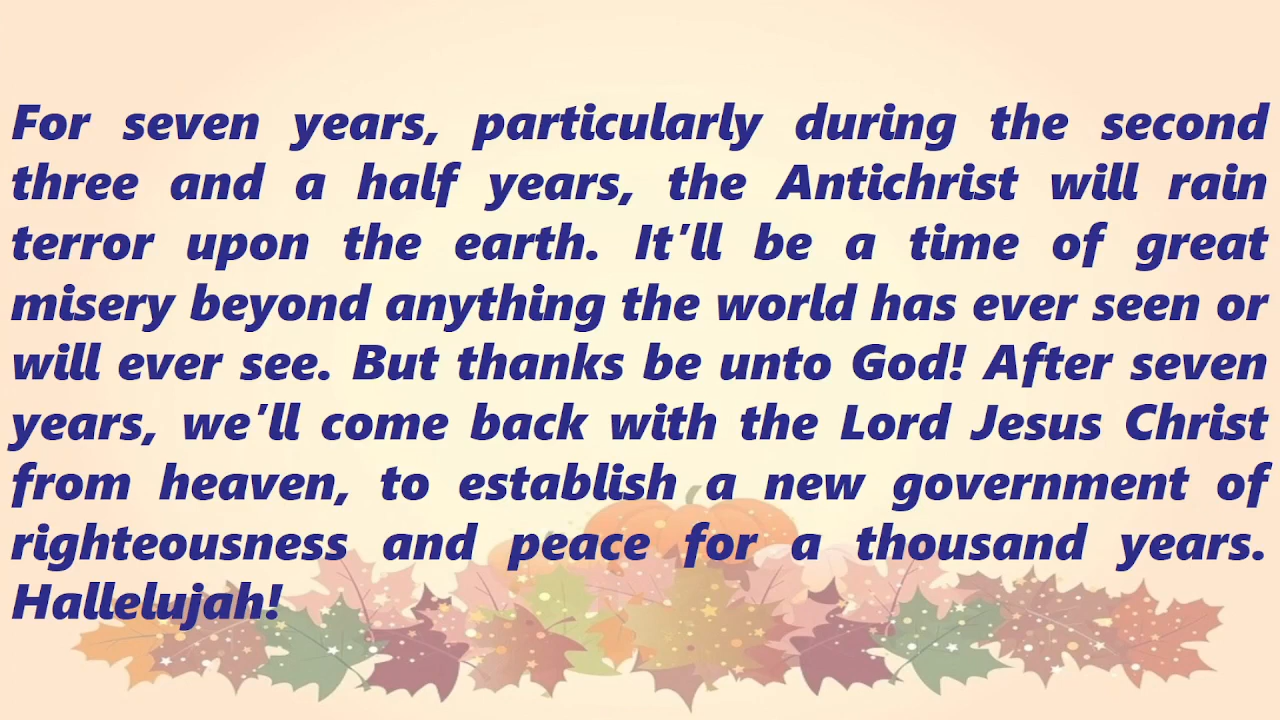 For seven years, particularly during the second
three and a half years, the Antichrist will rain
terror upon the earth. It’ll be a time of great
misery beyond anything the world has ever seen or
will ever see. But thanks be unto God! After seven
years, we’ll come back with the Lord Jesus Christ
from heaven, to establish a new government of
righteousness and peace for a thousand years.
Hallelujah!